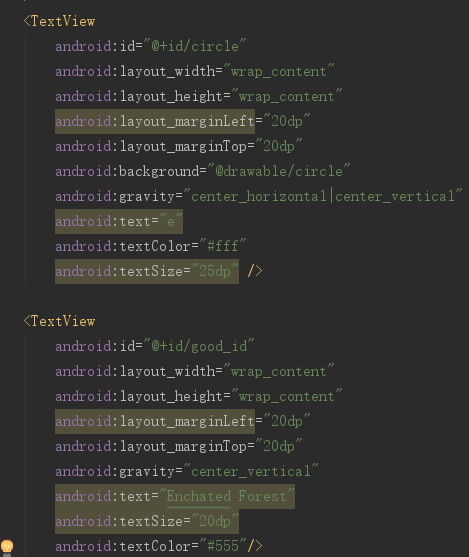 <TextView
android:id="@+id/circle"
android:layout_width="wrap_content"
android:layout_height="wrap_content"
android:layout_marginLeft="20dp"
android:layout_marginTop="20dp"
android:background="@drawable/circle"
android:gravity="center_horizontal|center_vertical"
android:text="e"
android:textColor="#fff"
android:textSize="25dp" />
<TextView
android:id="@+id/good_id"
android:layout_width="wrap_content"
android:layout_height="wrap_content"
android:layout_marginLeft="20dp"
android:layout_marginTop="20dp"
android:gravity="center_vertical"
android:text="Enchated Forest"
android:textSize="20dp"
android:textColor="#555"/>